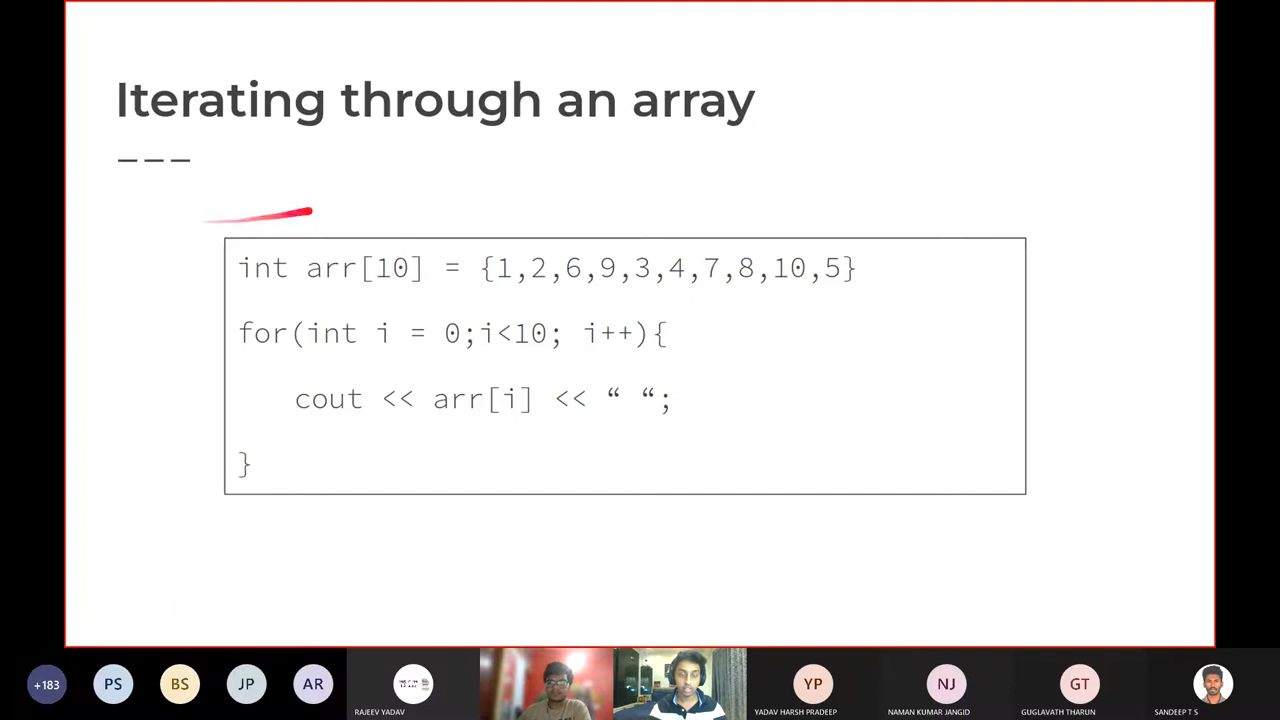 Iterating through an array
int arr[10] = {1,2,6,9,3,4,7,8,10,5}
for(int i = 0;i<10; i++){
cout << arr[i] << “ “;
}
+183
PS
BS
JP
AR
RAJEEV YADAV
YP
YADAV HARSH PRADEEP
NJ
NAMAN KUMAR JANGID
GT
GUGLAVATH THARUN
SANDEEP T S